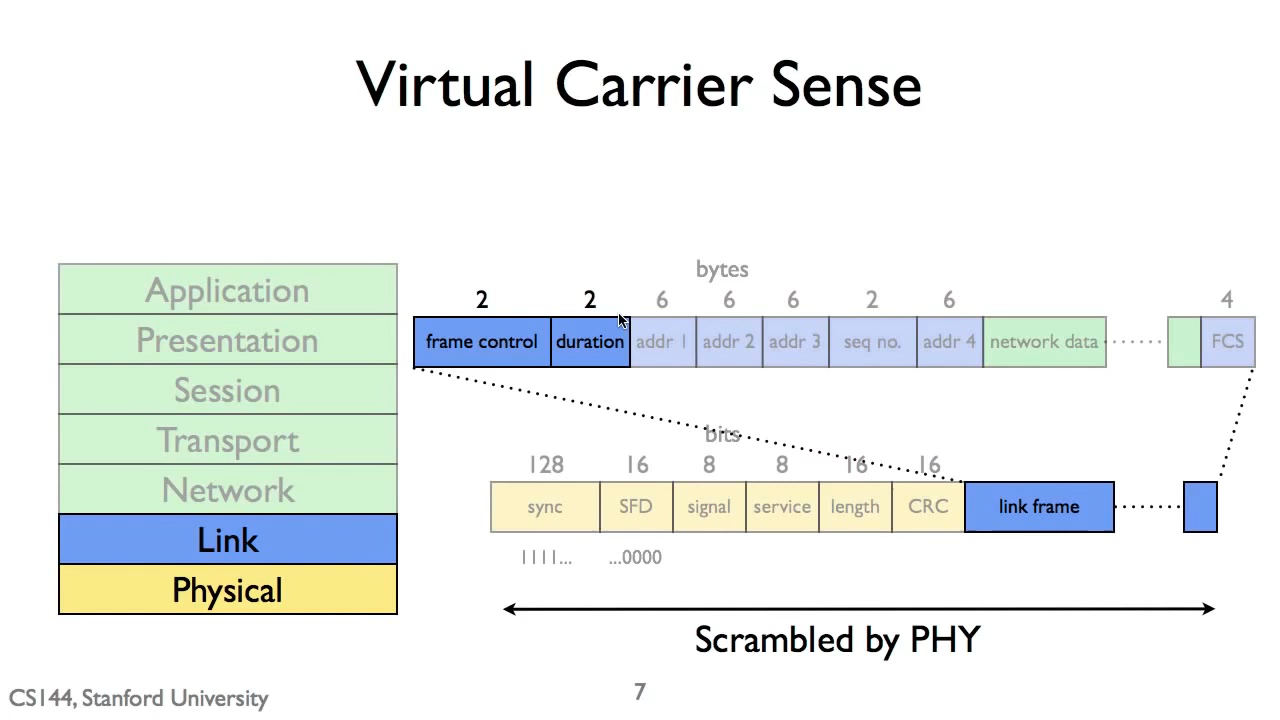 Virtual Carrier Sense
Application
Presentation
Session
Transport
Network
Link
Physical
bytes
2 2 6 6 6 2 6 4
frame control duration addr 1 addr 2 addr 3 seq no. addr 4 network data FCS
bits
128 16 8 8 16 16
sync SFD signal service length CRC link frame
1111... ...0000
Scrambled by PHY
CS144, Stanford University
7